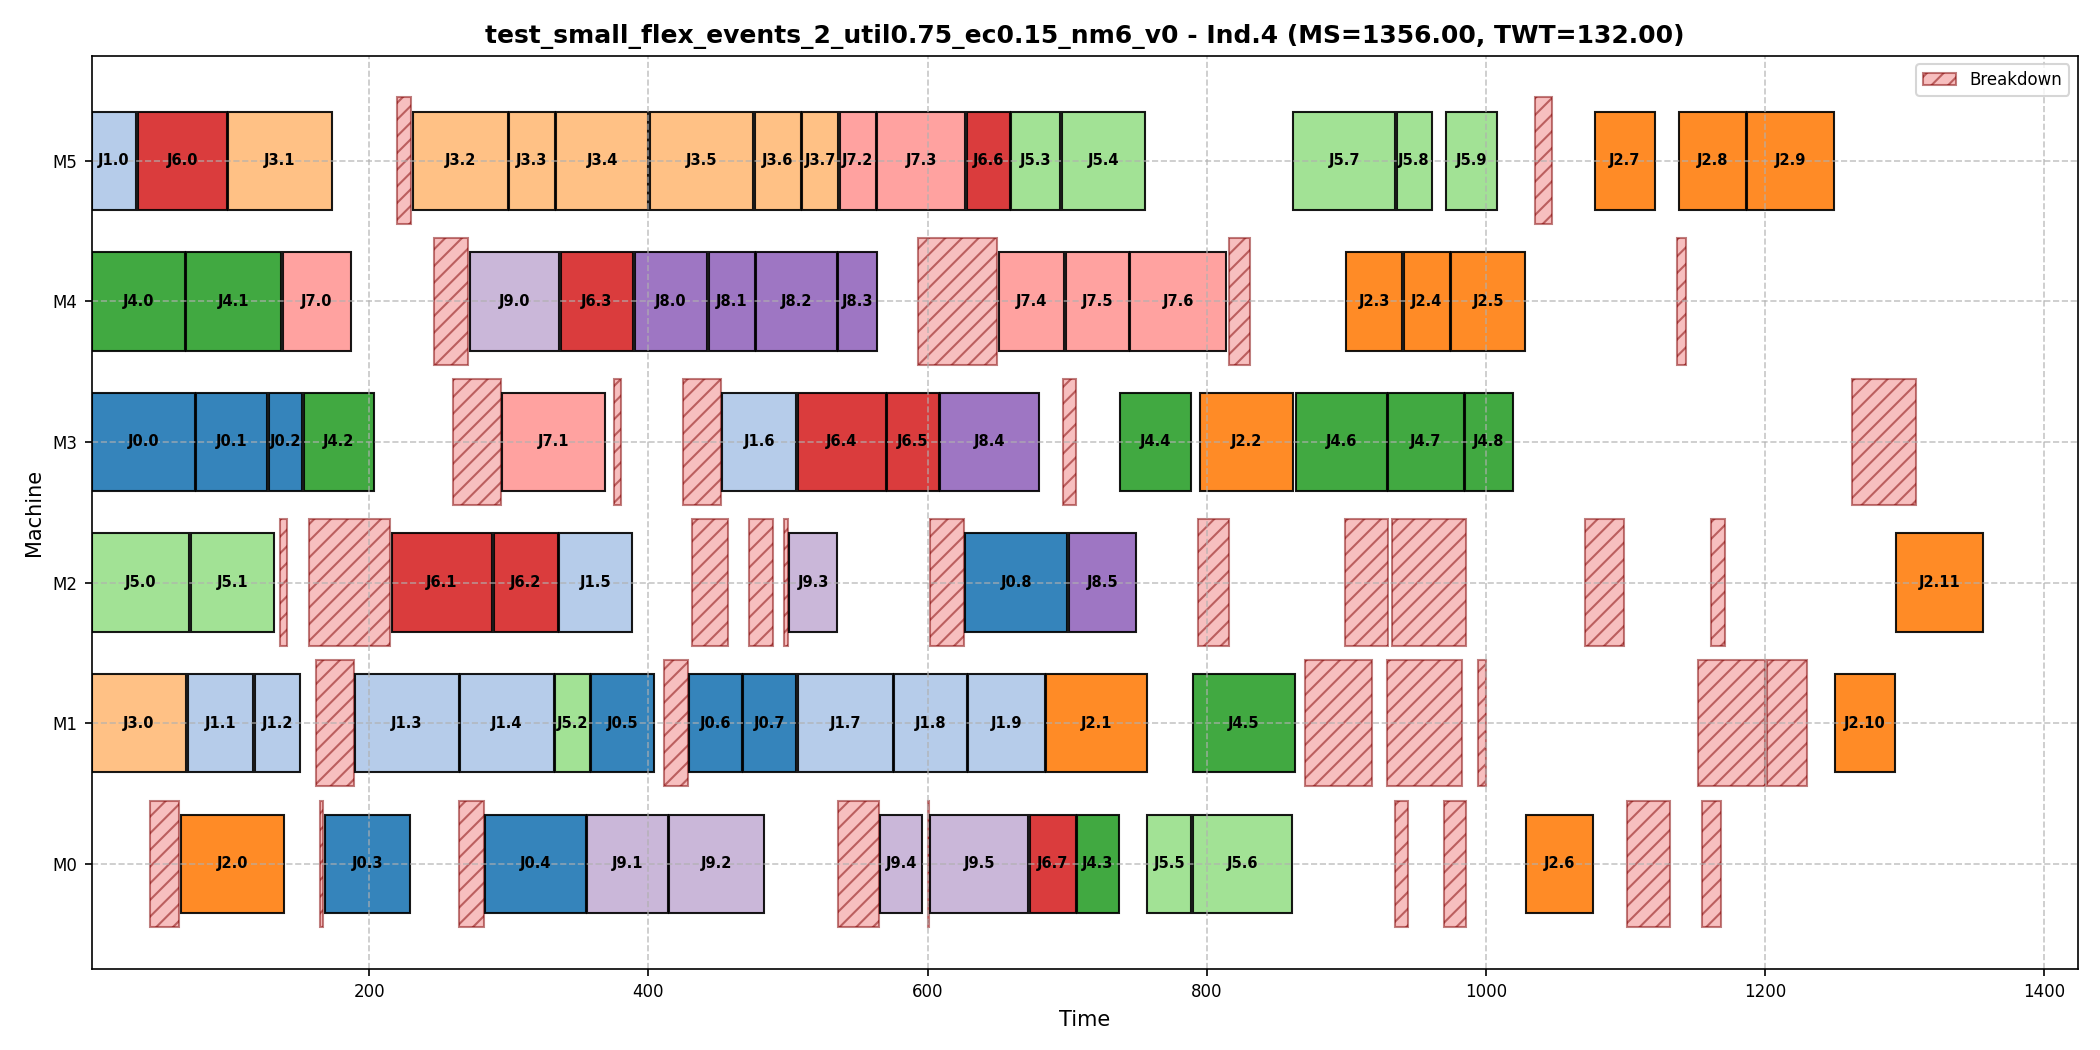 test_small_flex_events_2_util0.75_ec0.15_nm6_v0 - Ind.4 (MS=1356.00, TWT=132.00)
Breakdown
M5
J1.0 J6.0 J3.1 J3.2 J3.3 J3.4 J3.5 J3.6 J3.7 J7.2 J7.3 J6.6 J5.3 J5.4 J5.7 J5.8 J5.9 J2.7 J2.8 J2.9
M4
J4.0 J4.1 J7.0 J9.0 J6.3 J8.0 J8.1 J8.2 J8.3 J7.4 J7.5 J7.6 J2.3 J2.4 J2.5
M3
J0.0 J0.1 J0.2 J4.2 J7.1 J1.6 J6.4 J6.5 J8.4 J4.4 J2.2 J4.6 J4.7 J4.8
M2
J5.0 J5.1 J6.1 J6.2 J1.5 J9.3 J0.8 J8.5 J2.11
M1
J3.0 J1.1 J1.2 J1.3 J1.4 J5.2 J0.5 J0.6 J0.7 J1.7 J1.8 J1.9 J2.1 J4.5 J2.10
M0
J2.0 J0.3 J0.4 J9.1 J9.2 J9.4 J9.5 J6.7 J4.3 J5.5 J5.6 J2.6
Machine
200 400 600 800 1000 1200 1400
Time